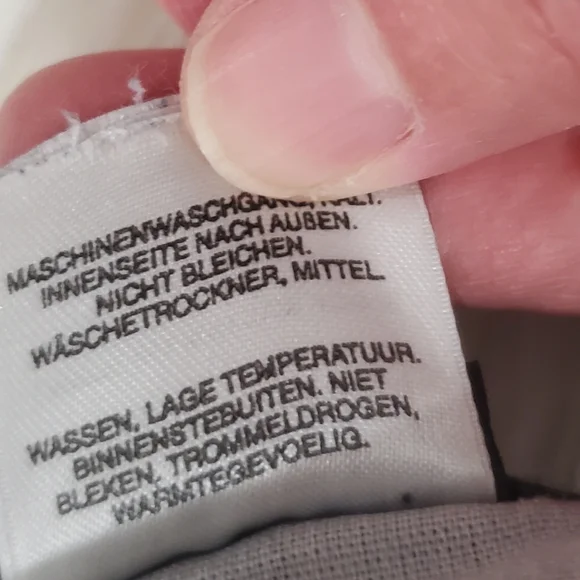 MASCHINENWASCHGANG, KALT.
INNENSEITE NACH AUßEN.
NICHT BLEICHEN.
WÄSCHETROCKNER, MITTEL.
WASSEN, LAGE TEMPERATUUR.
BINNENSTEBUITEN. NIET
BLEKEN. TROMMELDROGEN,
WARMTEGEVOELIG.